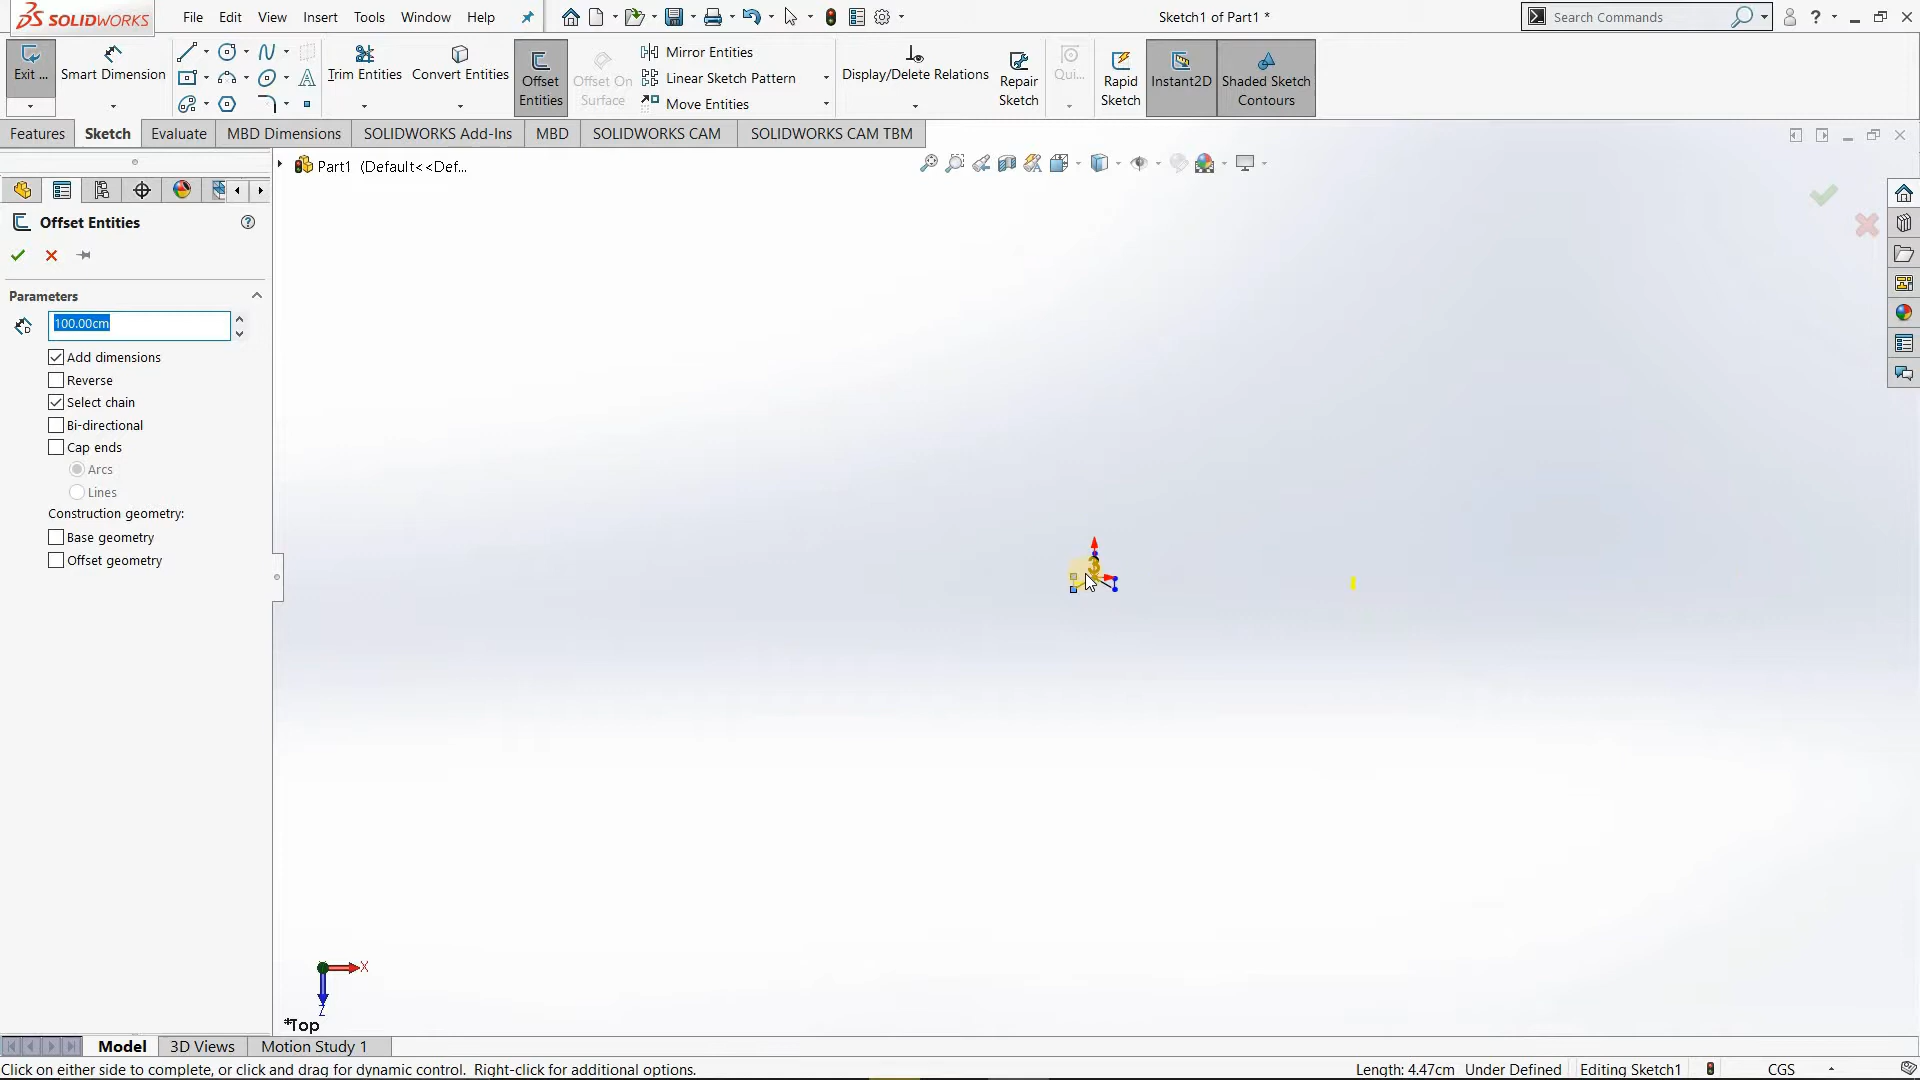 SOLIDWORKS
File
Edit
View
Insert
Tools
Window
Help
Sketch1 of Part1 *
Search Commands
?
Exit ...
Smart Dimension
Trim Entities
Convert Entities
Offset
Entities
Offset On
Surface
Mirror Entities
Linear Sketch Pattern
Move Entities
Display/Delete Relations
Repair
Sketch
Qui...
Rapid
Sketch
Instant2D
Shaded Sketch
Contours
Features
Sketch
Evaluate
MBD Dimensions
SOLIDWORKS Add-Ins
MBD
SOLIDWORKS CAM
SOLIDWORKS CAM TBM
Part1 (Default<<Def...
Offset Entities
?
Parameters
100.00cm
Add dimensions
Reverse
Select chain
Bi-directional
Cap ends
Arcs
Lines
Construction geometry:
Base geometry
Offset geometry
X
Z
*Top
Model
3D Views
Motion Study 1
Click on either side to complete, or click and drag for dynamic control. Right-click for additional options.
Length: 4.47cm
Under Defined
Editing Sketch1
CGS